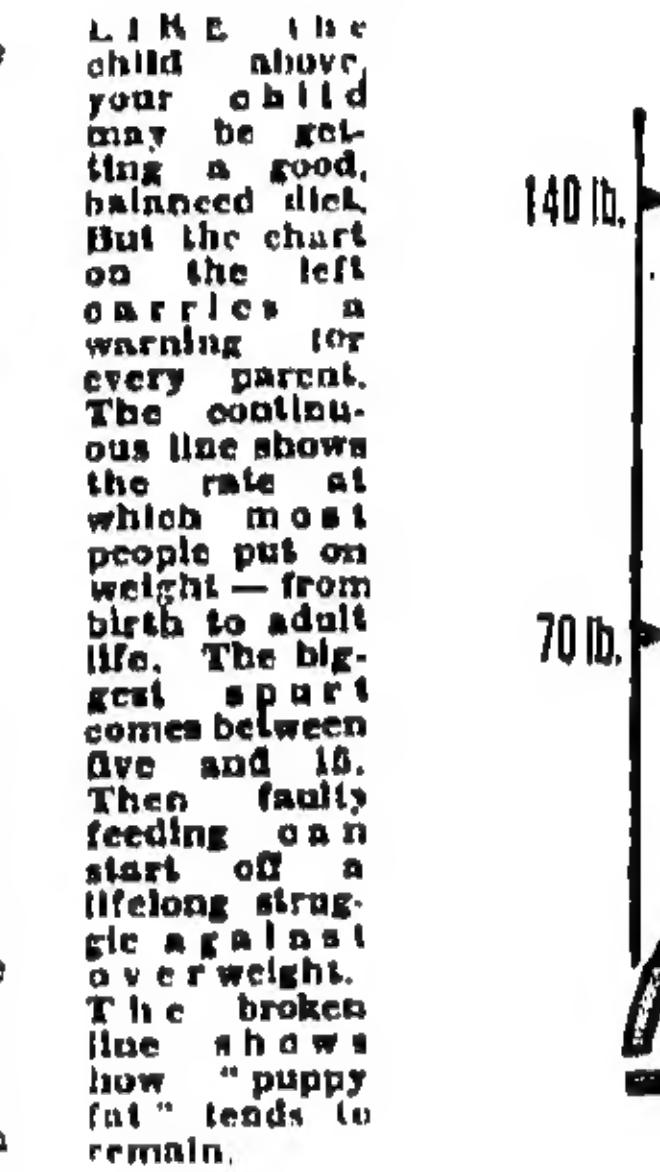 LIKE the
child above,
your child
may be get-
ting a good,
balanced diet.
But the chart
on the left
carries a
warning for
every parent.
The continu-
ous line shows
the rate at
which most
people put on
weight — from
birth to adult
life. The big-
gest spurt
comes between
five and 16.
Then faulty
feeding can
start off a
lifelong strug-
gle against
overweight.
The broken
line shows
how "puppy
fat" tends to
remain.
140 lb.
70 lb.